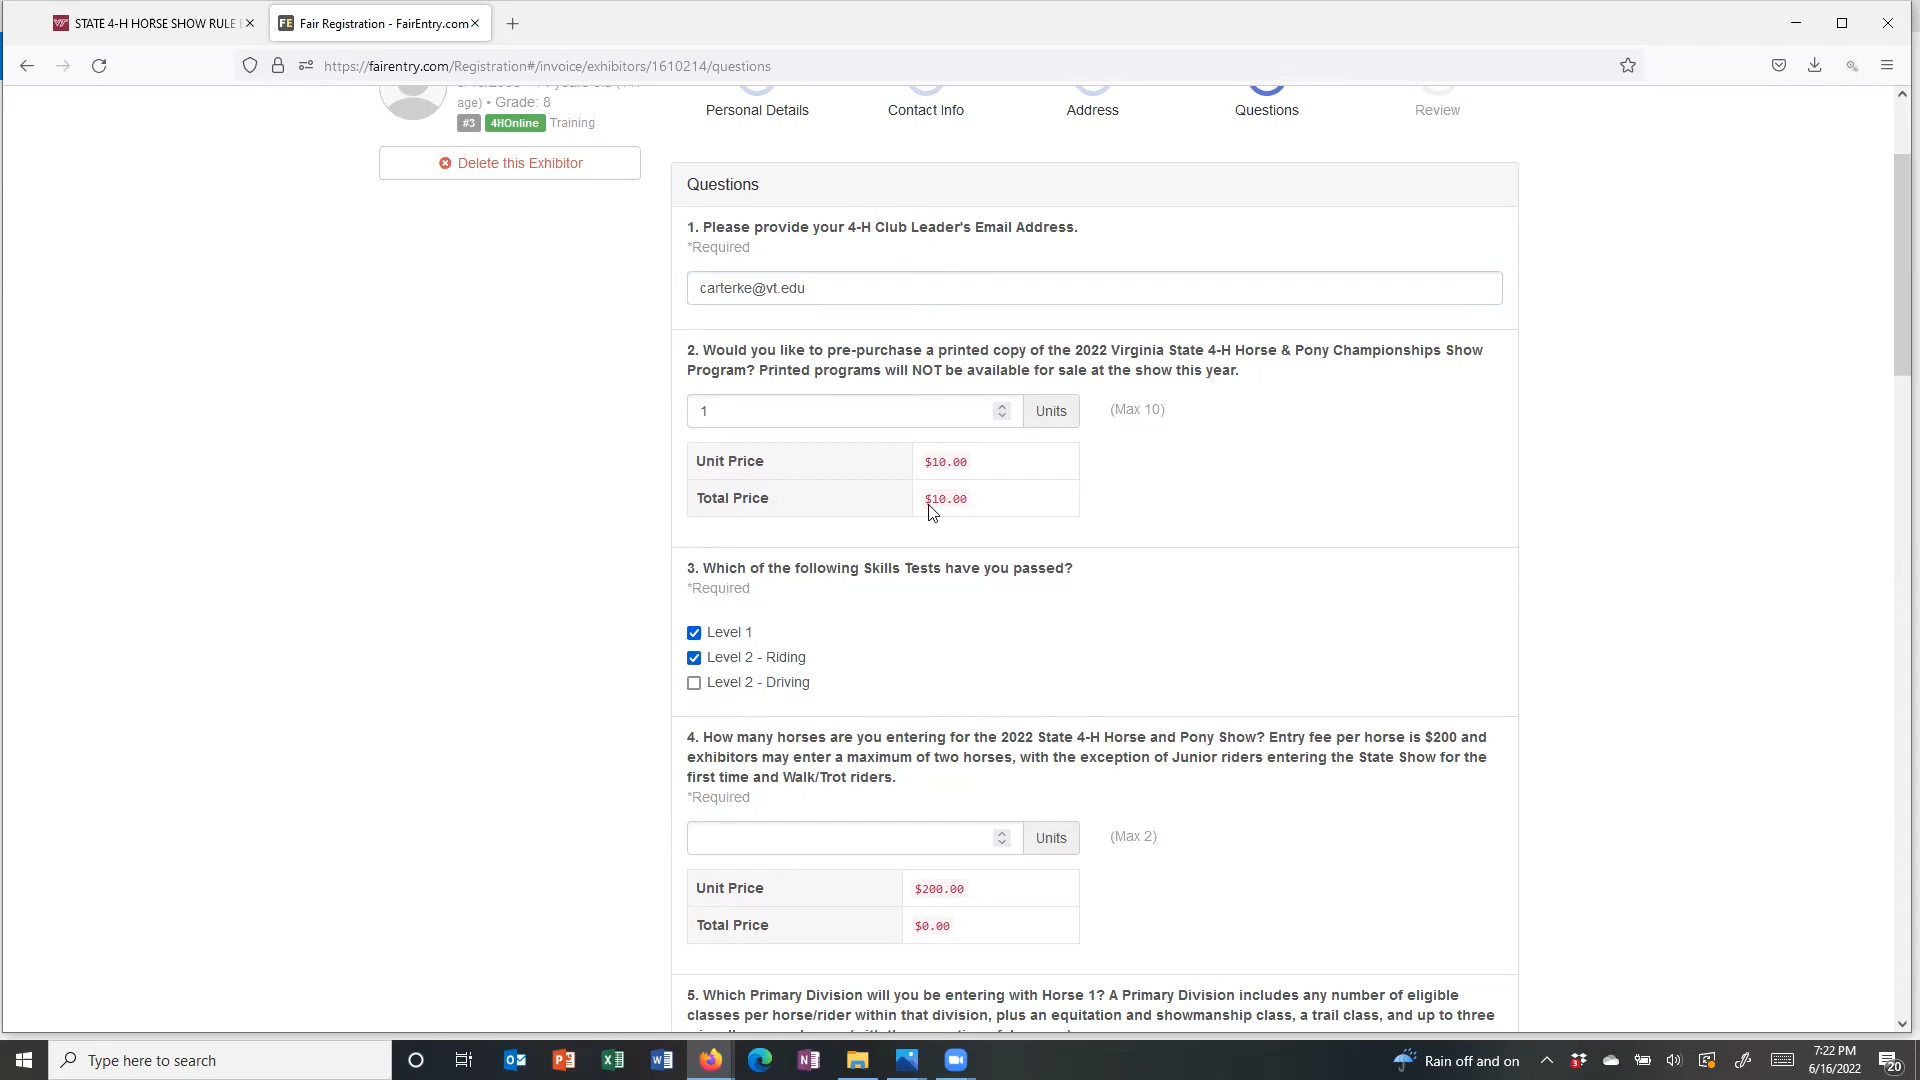 STATE 4-H HORSE SHOW RULE
FE Fair Registration - FairEntry.com
https://fairentry.com/Registration#/invoice/exhibitors/1610214/questions
age) • Grade: 8
#3 4HOnline Training
Delete this Exhibitor
Personal Details Contact Info Address Questions Review
Questions
1. Please provide your 4-H Club Leader's Email Address.
*Required
carterke@vt.edu
2. Would you like to pre-purchase a printed copy of the 2022 Virginia State 4-H Horse & Pony Championships Show
Program? Printed programs will NOT be available for sale at the show this year.
1 Units (Max 10)
Unit Price $10.00
Total Price $10.00
3. Which of the following Skills Tests have you passed?
*Required
Level 1
Level 2 - Riding
Level 2 - Driving
4. How many horses are you entering for the 2022 State 4-H Horse and Pony Show? Entry fee per horse is $200 and
exhibitors may enter a maximum of two horses, with the exception of Junior riders entering the State Show for the
first time and Walk/Trot riders.
*Required
Units (Max 2)
Unit Price $200.00
Total Price $0.00
5. Which Primary Division will you be entering with Horse 1? A Primary Division includes any number of eligible
classes per horse/rider within that division, plus an equitation and showmanship class, a trail class, and up to three
Type here to search
Rain off and on
7:22 PM
6/16/2022
20